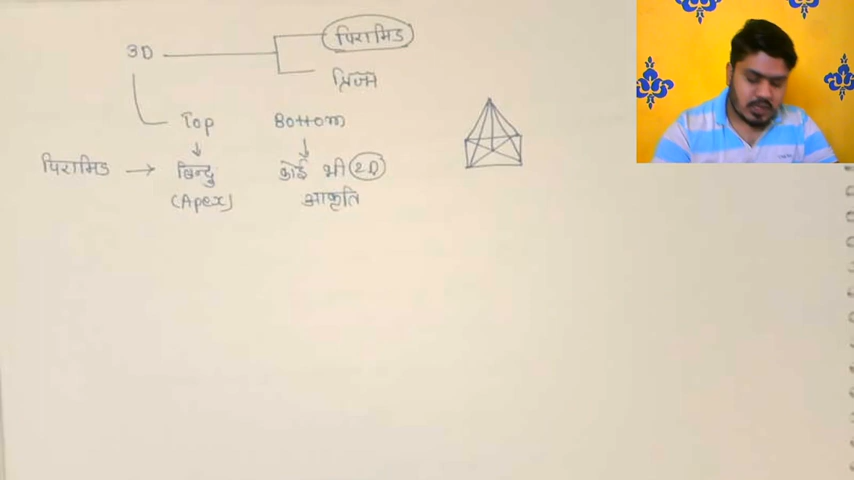 3D पिरामिड
प्रिज्म
Top Bottom
पिरामिड → बिन्दु कोई भी 2D
(Apex) आकृति